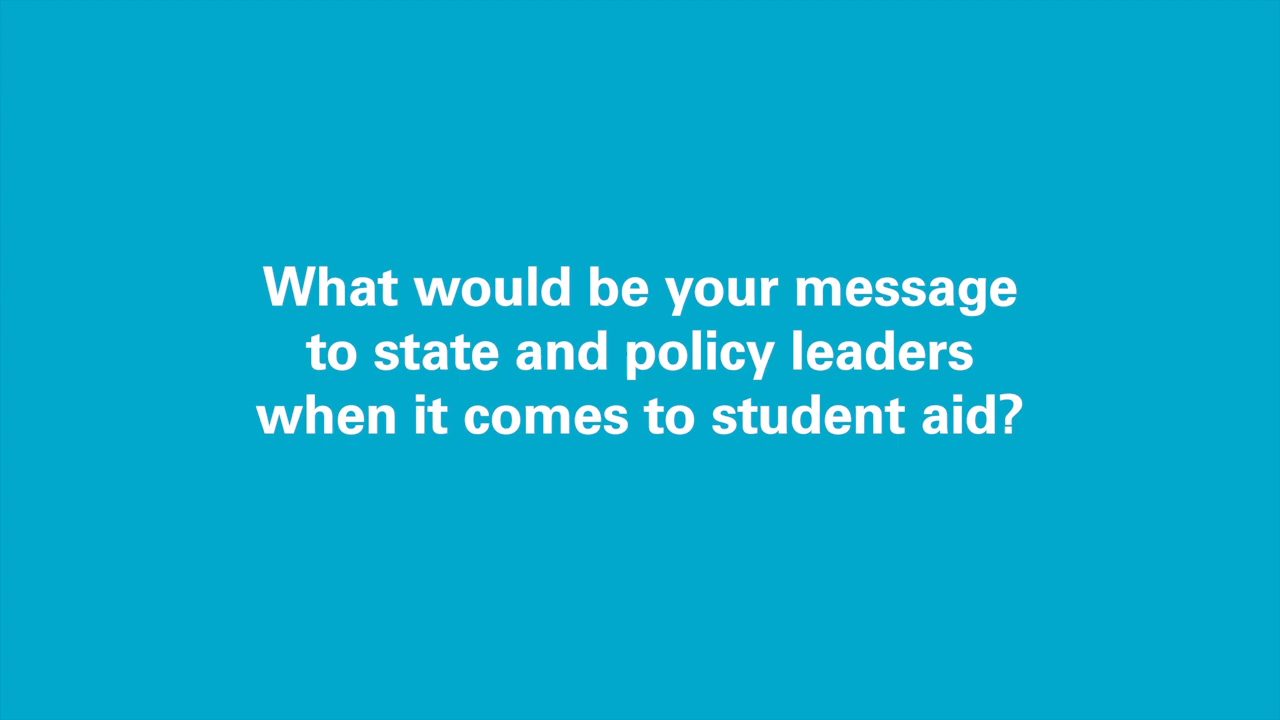 What would be your message
to state and policy leaders
when it comes to student aid?